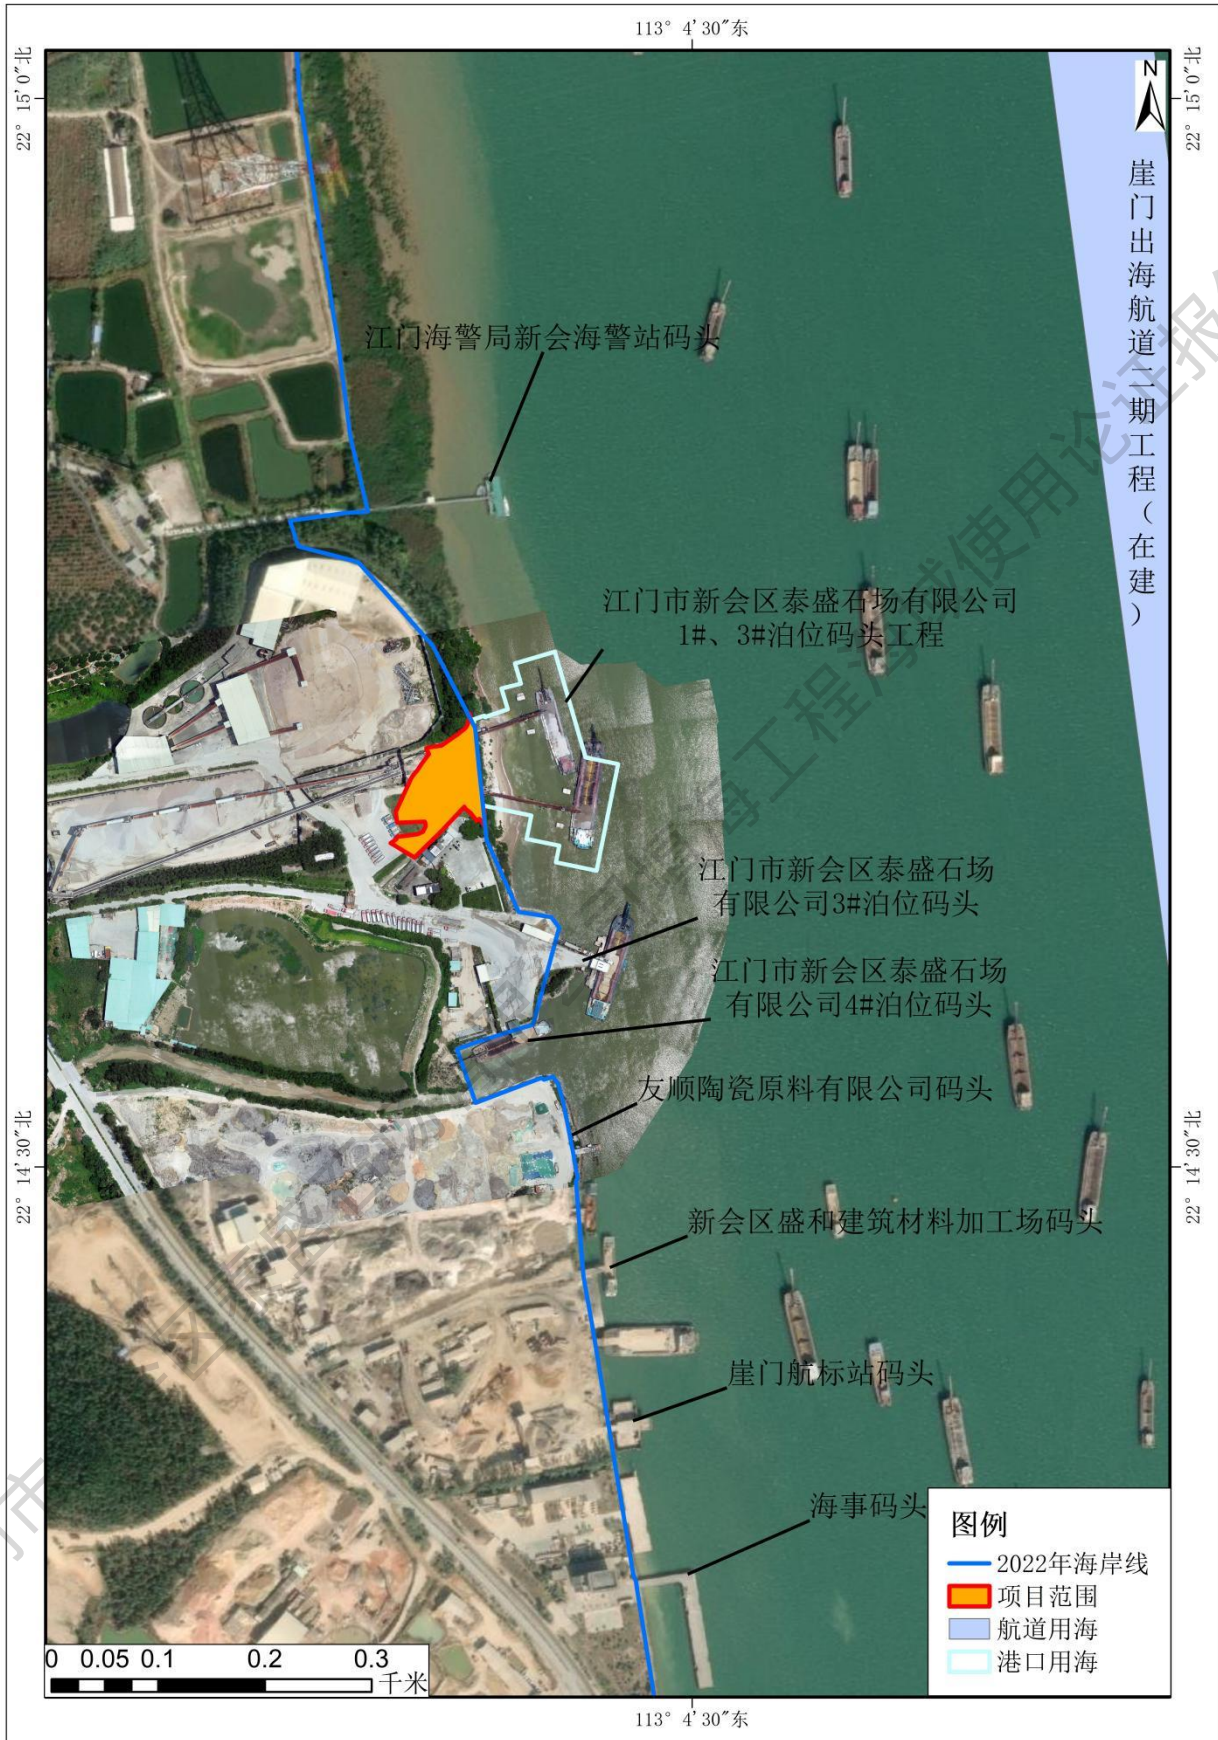 113° 4′30″东
22° 15′0″北
22° 15′0″北
N
崖门出海航道二期工程（在建）
江门海警局新会海警站码头
江门市新会区泰盛石场有限公司
1#、3#泊位码头工程
江门市新会区泰盛石场
有限公司3#泊位码头
江门市新会区泰盛石场
有限公司4#泊位码头
友顺陶瓷原料有限公司码头
22° 14′30″北
22° 14′30″北
新会区盛和建筑材料加工场码头
崖门航标站码头
海事码头
图例
2022年海岸线
项目范围
航道用海
港口用海
0 0.05 0.1 0.2 0.3
千米
113° 4′30″东